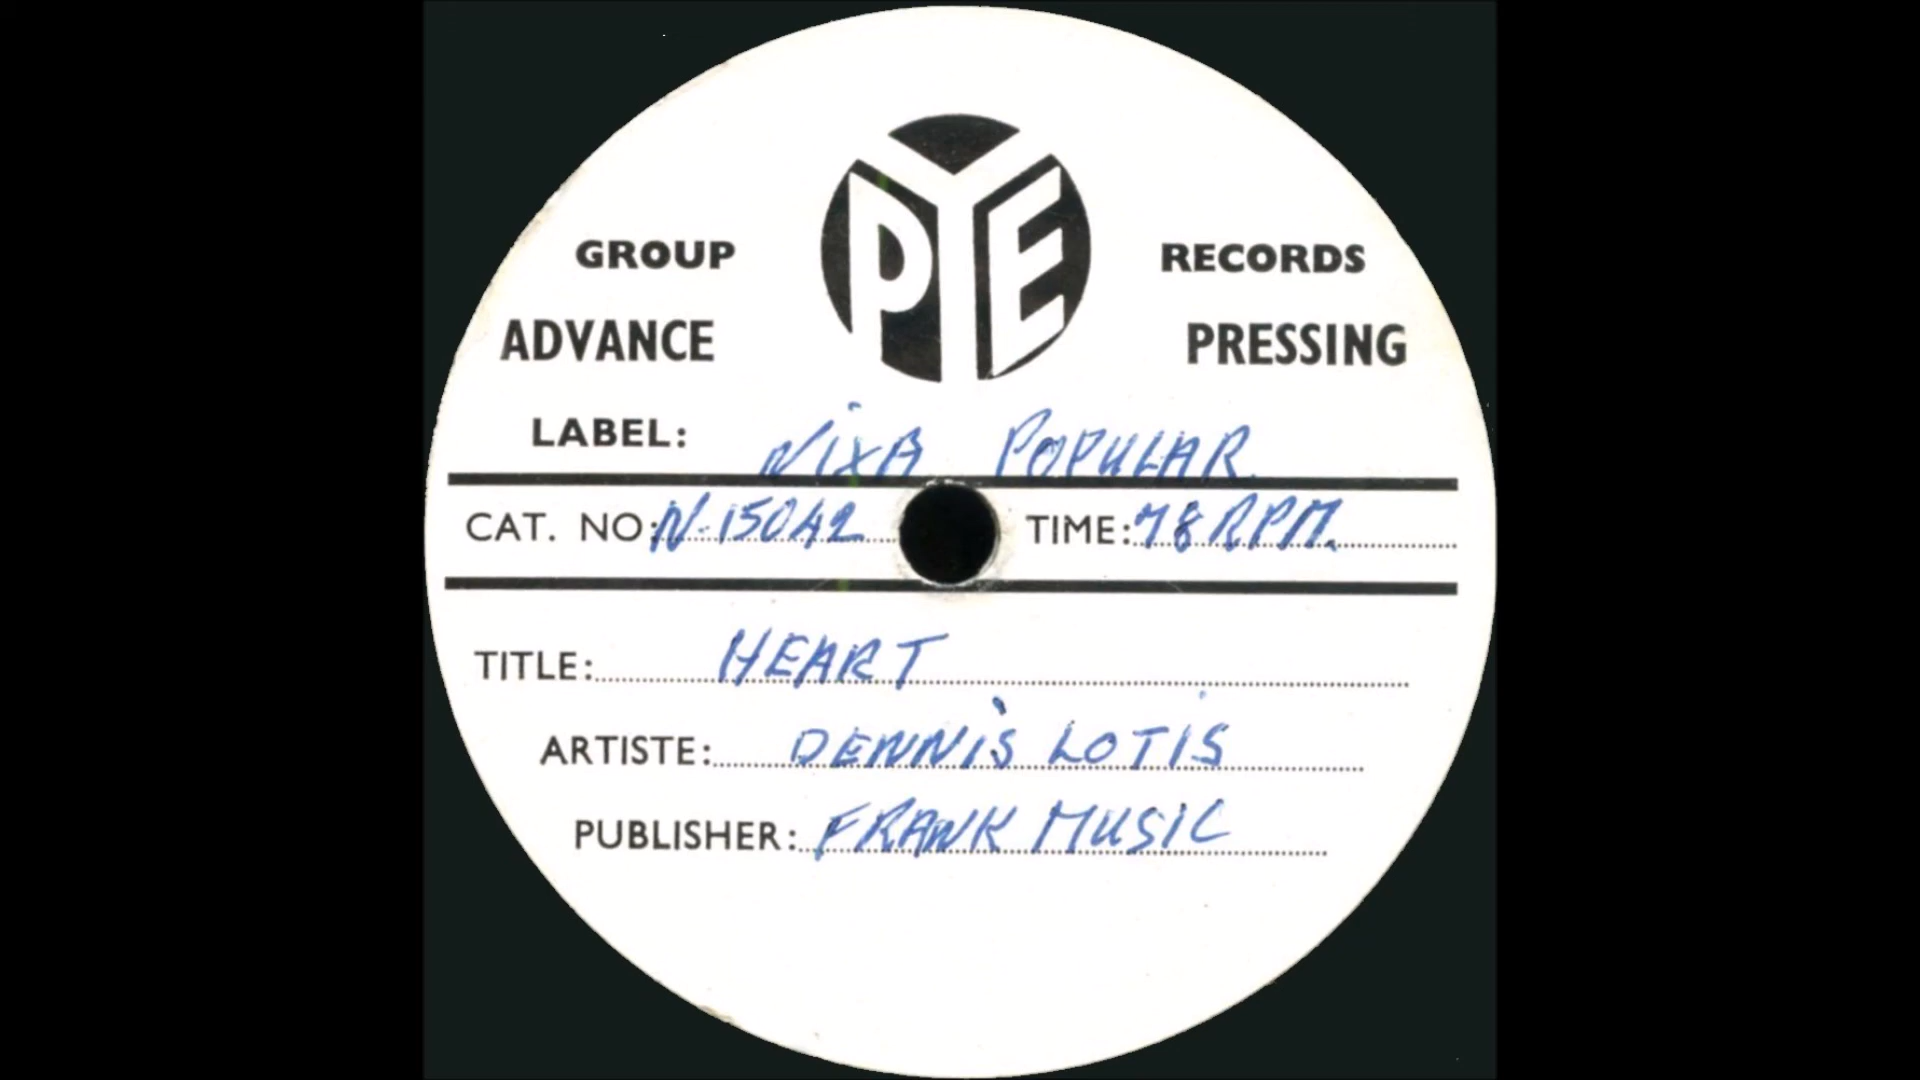 PYE
GROUP RECORDS
ADVANCE PRESSING
LABEL: NIXA POPULAR
CAT. NO: N.15042 TIME: 78 RPM.
TITLE: HEART
ARTISTE: DENNIS LOTIS
PUBLISHER: FRANK MUSIC